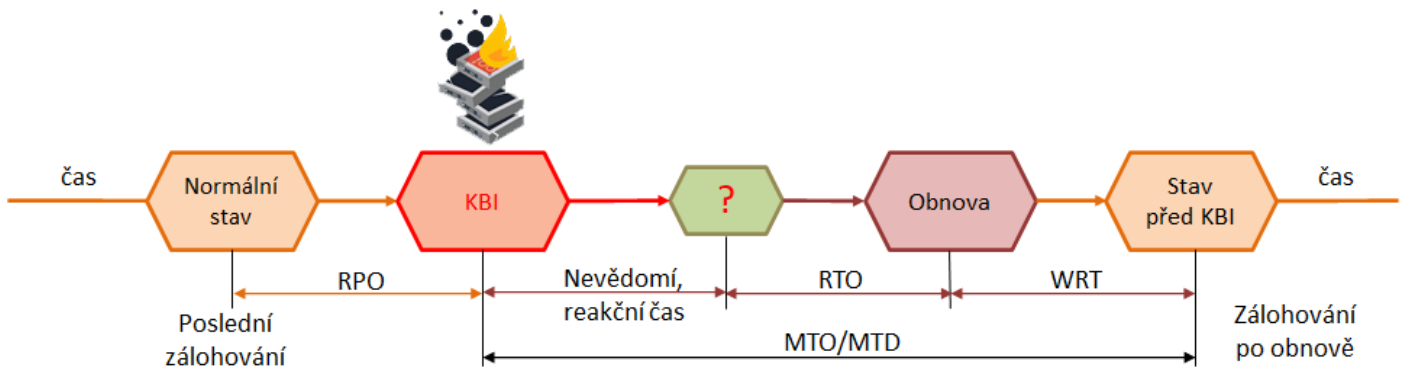 čas
Normální
stav
KBI
?
Obnova
Stav
před KBI
čas
RPO
Nevědomí,
reakční čas
RTO
WRT
Poslední
zálohování
MTO/MTD
Zálohování
po obnově